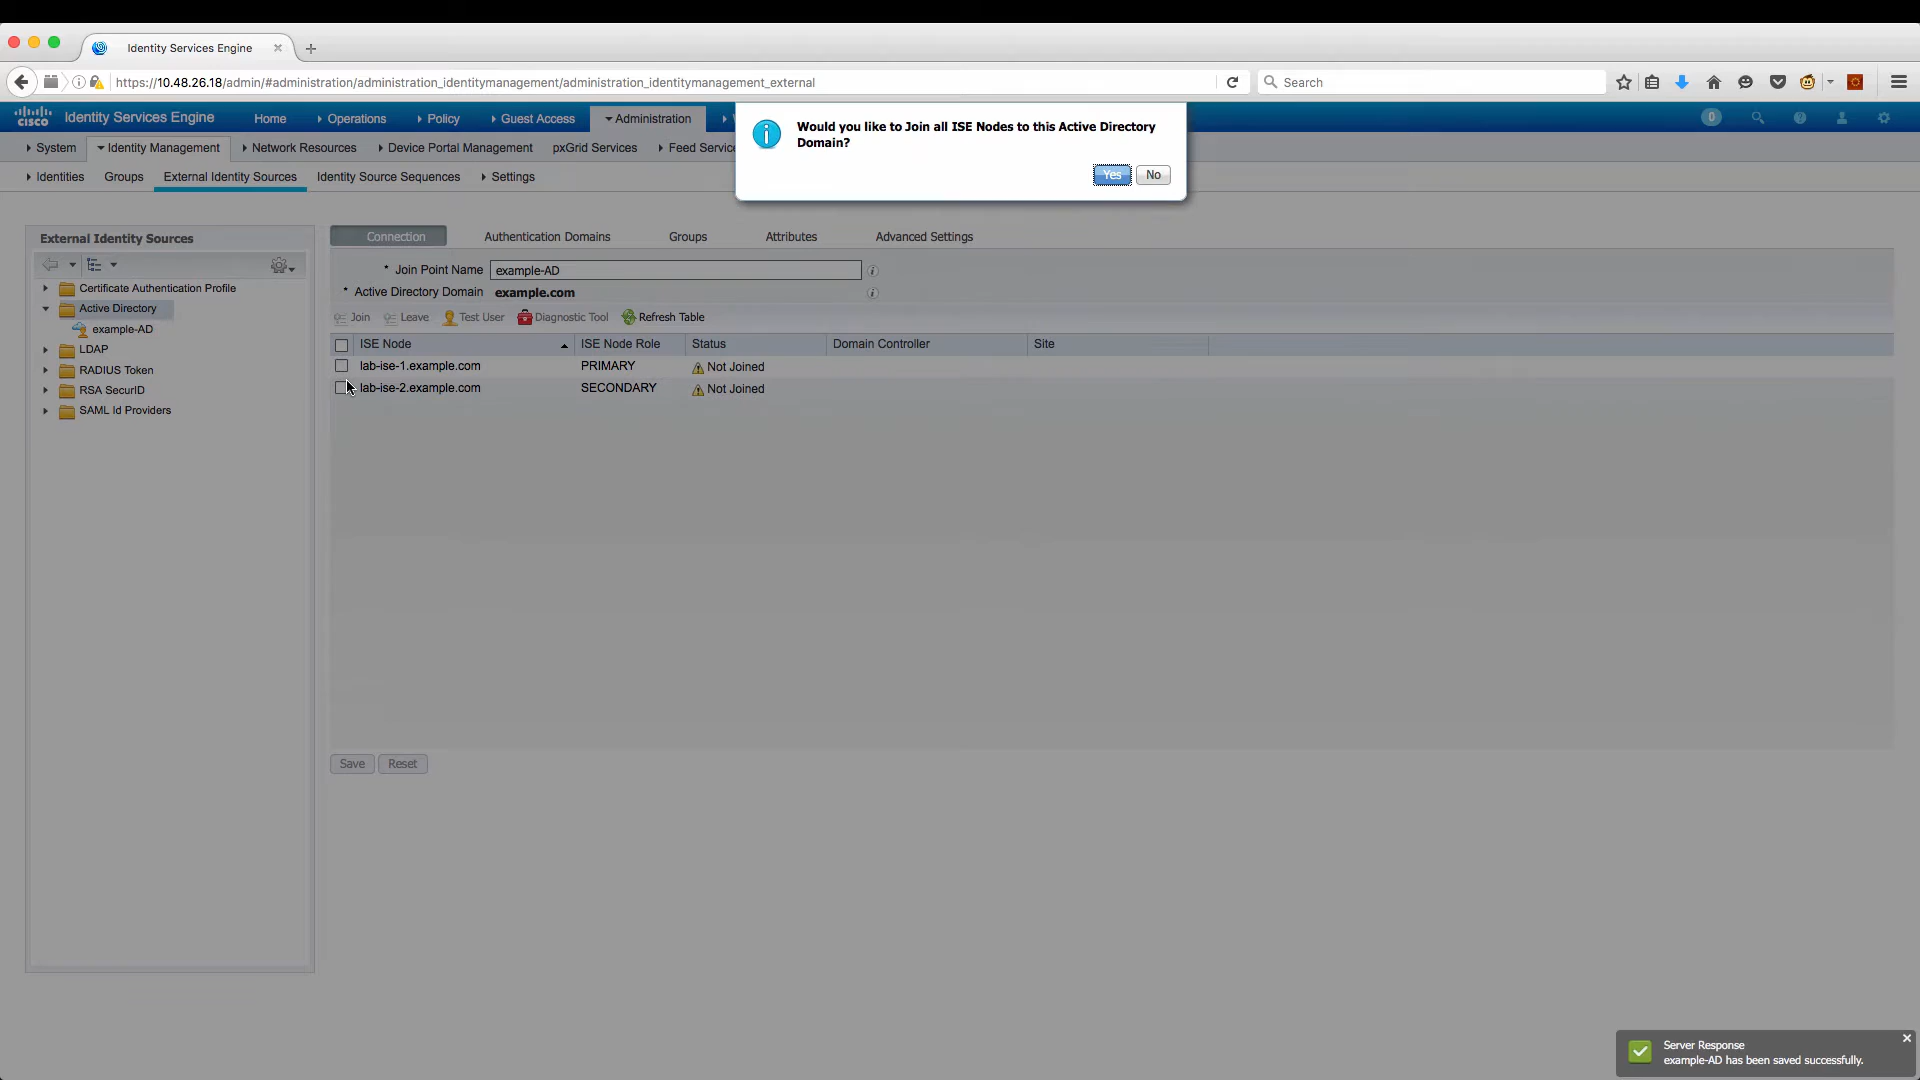 Identity Services Engine
https://10.48.26.18/admin/#administration/administration_identitymanagement/administration_identitymanagement_external
Search
CISCO
Identity Services Engine
Home
Operations
Policy
Guest Access
Administration
0
System
Identity Management
Network Resources
Device Portal Management
pxGrid Services
Feed Service
Identities
Groups
External Identity Sources
Identity Source Sequences
Settings
Would you like to Join all ISE Nodes to this Active Directory
Domain?
Yes
No
External Identity Sources
Certificate Authentication Profile
Active Directory
example-AD
LDAP
RADIUS Token
RSA SecurID
SAML Id Providers
Connection
Authentication Domains
Groups
Attributes
Advanced Settings
* Join Point Name
example-AD
* Active Directory Domain
example.com
Join
Leave
Test User
Diagnostic Tool
Refresh Table
ISE Node
ISE Node Role
Status
Domain Controller
Site
lab-ise-1.example.com
PRIMARY
Not Joined
lab-ise-2.example.com
SECONDARY
Not Joined
Save
Reset
Server Response
example-AD has been saved successfully.